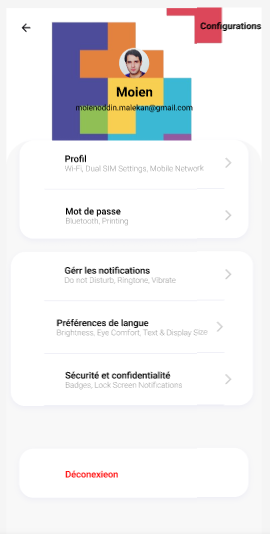 Configurations
Moien
moienoddin.malekan@gmail.com
Profil
Wi-Fi, Dual SIM Settings, Mobile Network
Mot de passe
Bluetooth, Printing
Gérr les notifications
Do not Disturb, Ringtone, Vibrate
Préférences de langue
Brightness, Eye Comfort, Text & Display Size
Sécurité et confidentialité
Badges, Lock Screen Notifications
Déconexieon